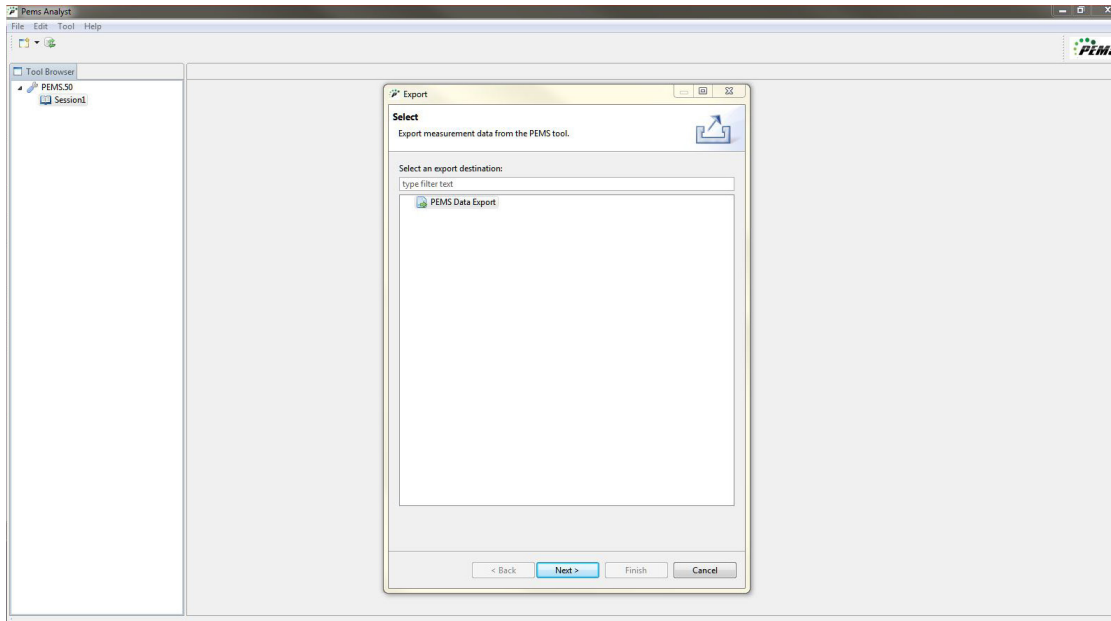 Pems Analyst
File Edit Tool Help
PEMS
Tool Browser
PEMS.50
Session1
Export
Select
Export measurement data from the PEMS tool.
Select an export destination:
type filter text
PEMS Data Export
< Back Next > Finish Cancel